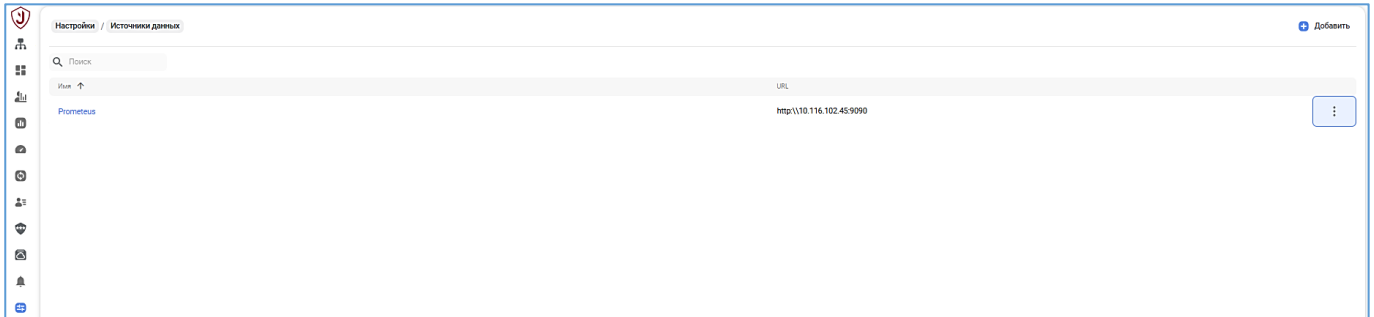 Настройки / Источники данных
Добавить
Поиск
Имя
URL
Prometeus
http:\\10.116.102.45:9090